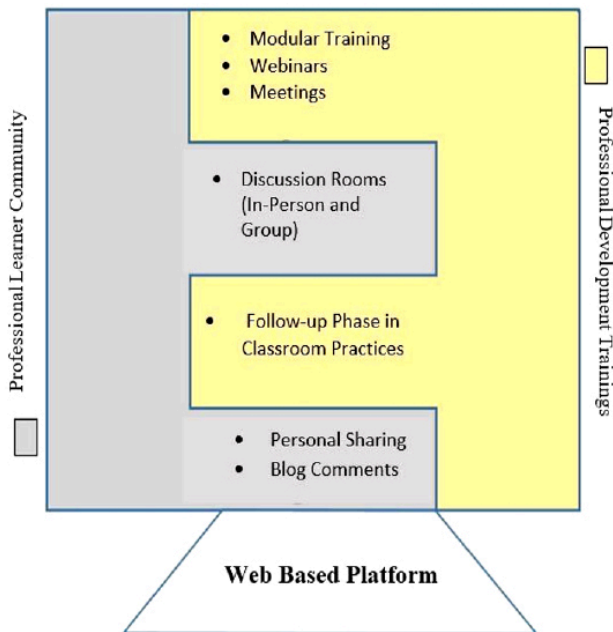 • Modular Training
• Webinars
• Meetings
• Discussion Rooms
(In-Person and
Group)
• Follow-up Phase in
Classroom Practices
• Personal Sharing
• Blog Comments
Professional Learner Community
Professional Development Trainings
Web Based Platform